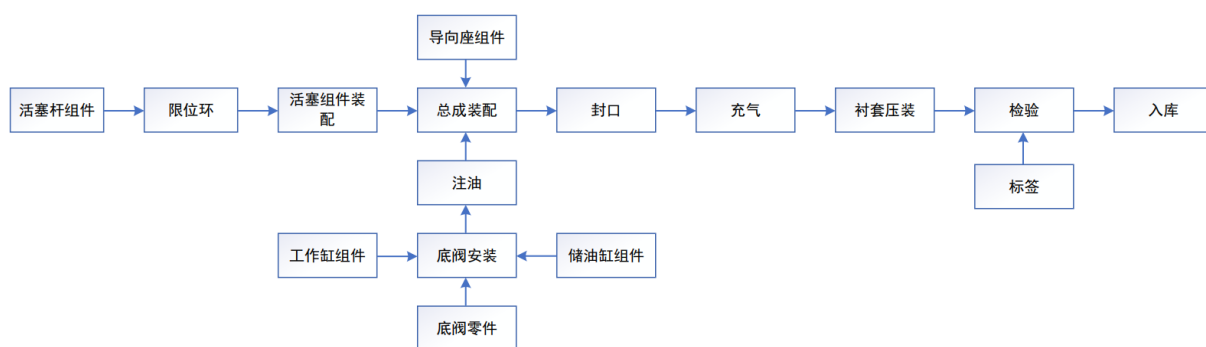 导向座组件
活塞杆组件
限位环
活塞组件装
配
总成装配
封口
充气
衬套压装
检验
入库
注油
标签
工作缸组件
底阀安装
储油缸组件
底阀零件